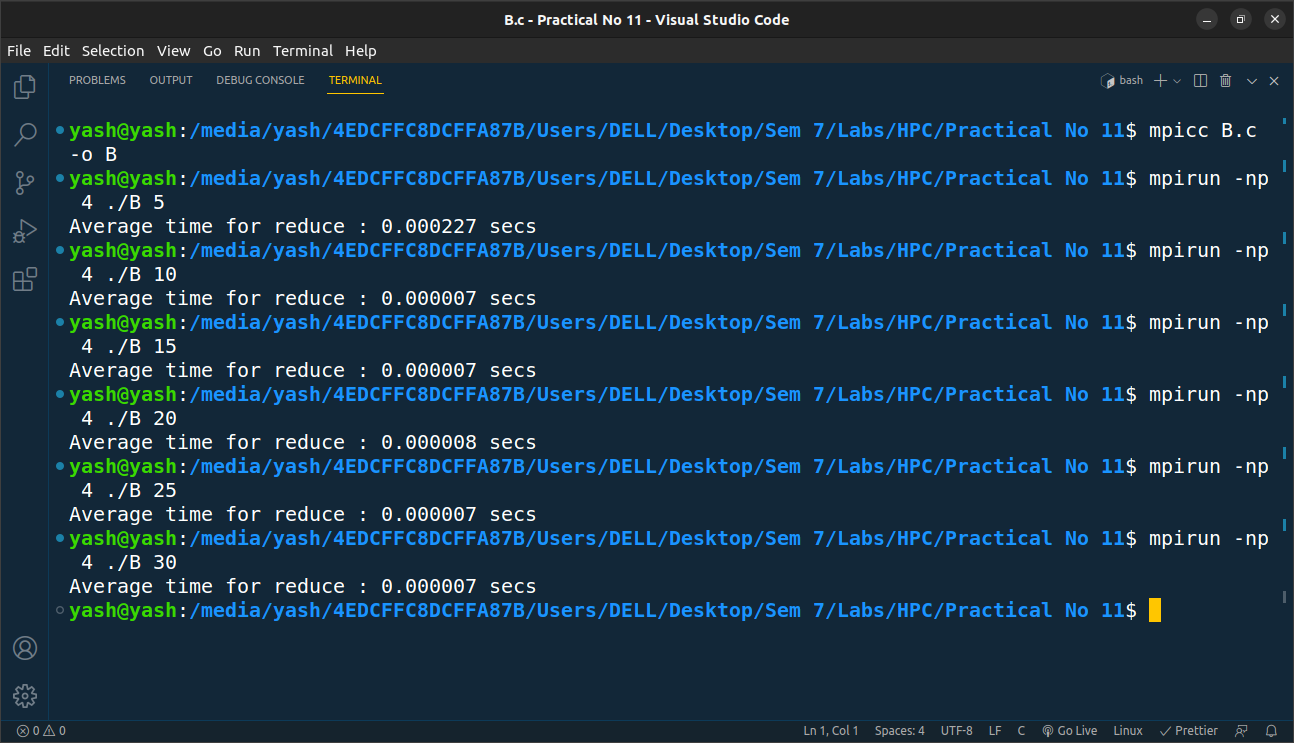 B.c - Practical No 11 - Visual Studio Code
File Edit Selection View Go Run Terminal Help
PROBLEMS OUTPUT DEBUG CONSOLE TERMINAL bash
yash@yash:/media/yash/4EDCFFC8DCFFA87B/Users/DELL/Desktop/Sem 7/Labs/HPC/Practical No 11$ mpicc B.c
-o B
yash@yash:/media/yash/4EDCFFC8DCFFA87B/Users/DELL/Desktop/Sem 7/Labs/HPC/Practical No 11$ mpirun -np
4 ./B 5
Average time for reduce : 0.000227 secs
yash@yash:/media/yash/4EDCFFC8DCFFA87B/Users/DELL/Desktop/Sem 7/Labs/HPC/Practical No 11$ mpirun -np
4 ./B 10
Average time for reduce : 0.000007 secs
yash@yash:/media/yash/4EDCFFC8DCFFA87B/Users/DELL/Desktop/Sem 7/Labs/HPC/Practical No 11$ mpirun -np
4 ./B 15
Average time for reduce : 0.000007 secs
yash@yash:/media/yash/4EDCFFC8DCFFA87B/Users/DELL/Desktop/Sem 7/Labs/HPC/Practical No 11$ mpirun -np
4 ./B 20
Average time for reduce : 0.000008 secs
yash@yash:/media/yash/4EDCFFC8DCFFA87B/Users/DELL/Desktop/Sem 7/Labs/HPC/Practical No 11$ mpirun -np
4 ./B 25
Average time for reduce : 0.000007 secs
yash@yash:/media/yash/4EDCFFC8DCFFA87B/Users/DELL/Desktop/Sem 7/Labs/HPC/Practical No 11$ mpirun -np
4 ./B 30
Average time for reduce : 0.000007 secs
yash@yash:/media/yash/4EDCFFC8DCFFA87B/Users/DELL/Desktop/Sem 7/Labs/HPC/Practical No 11$
0 0 Ln 1, Col 1 Spaces: 4 UTF-8 LF C Go Live Linux Prettier